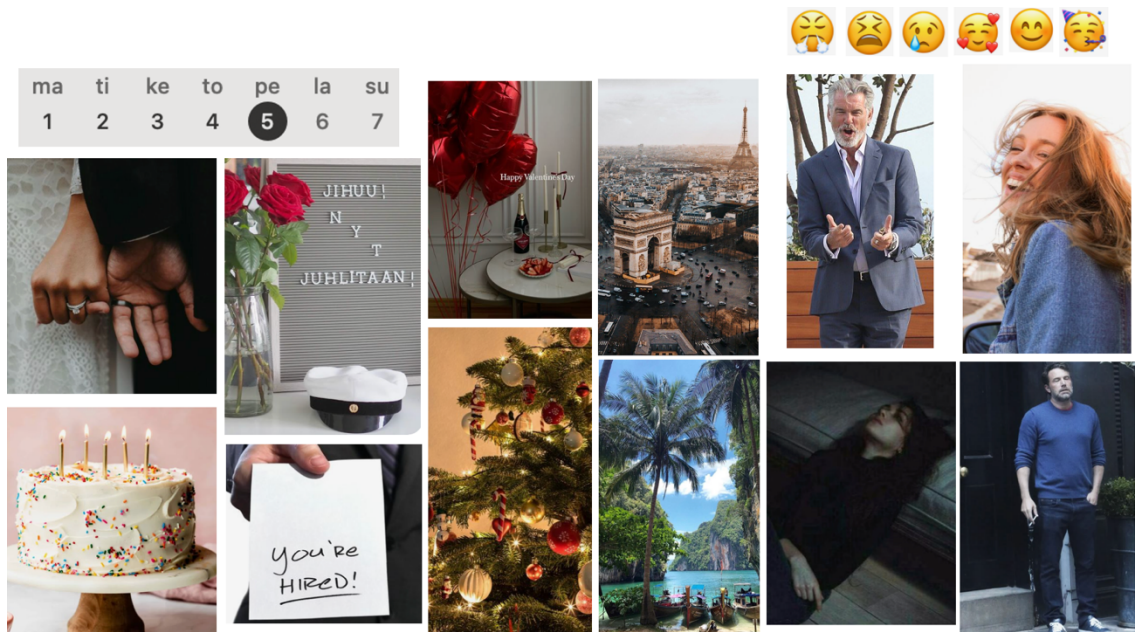 ma ti ke to pe la su
1 2 3 4 5 6 7
JIHUU!
N
Y
T
JUHLITAAN!
Happy Valentine's Day
YOU'RE
HIRED!